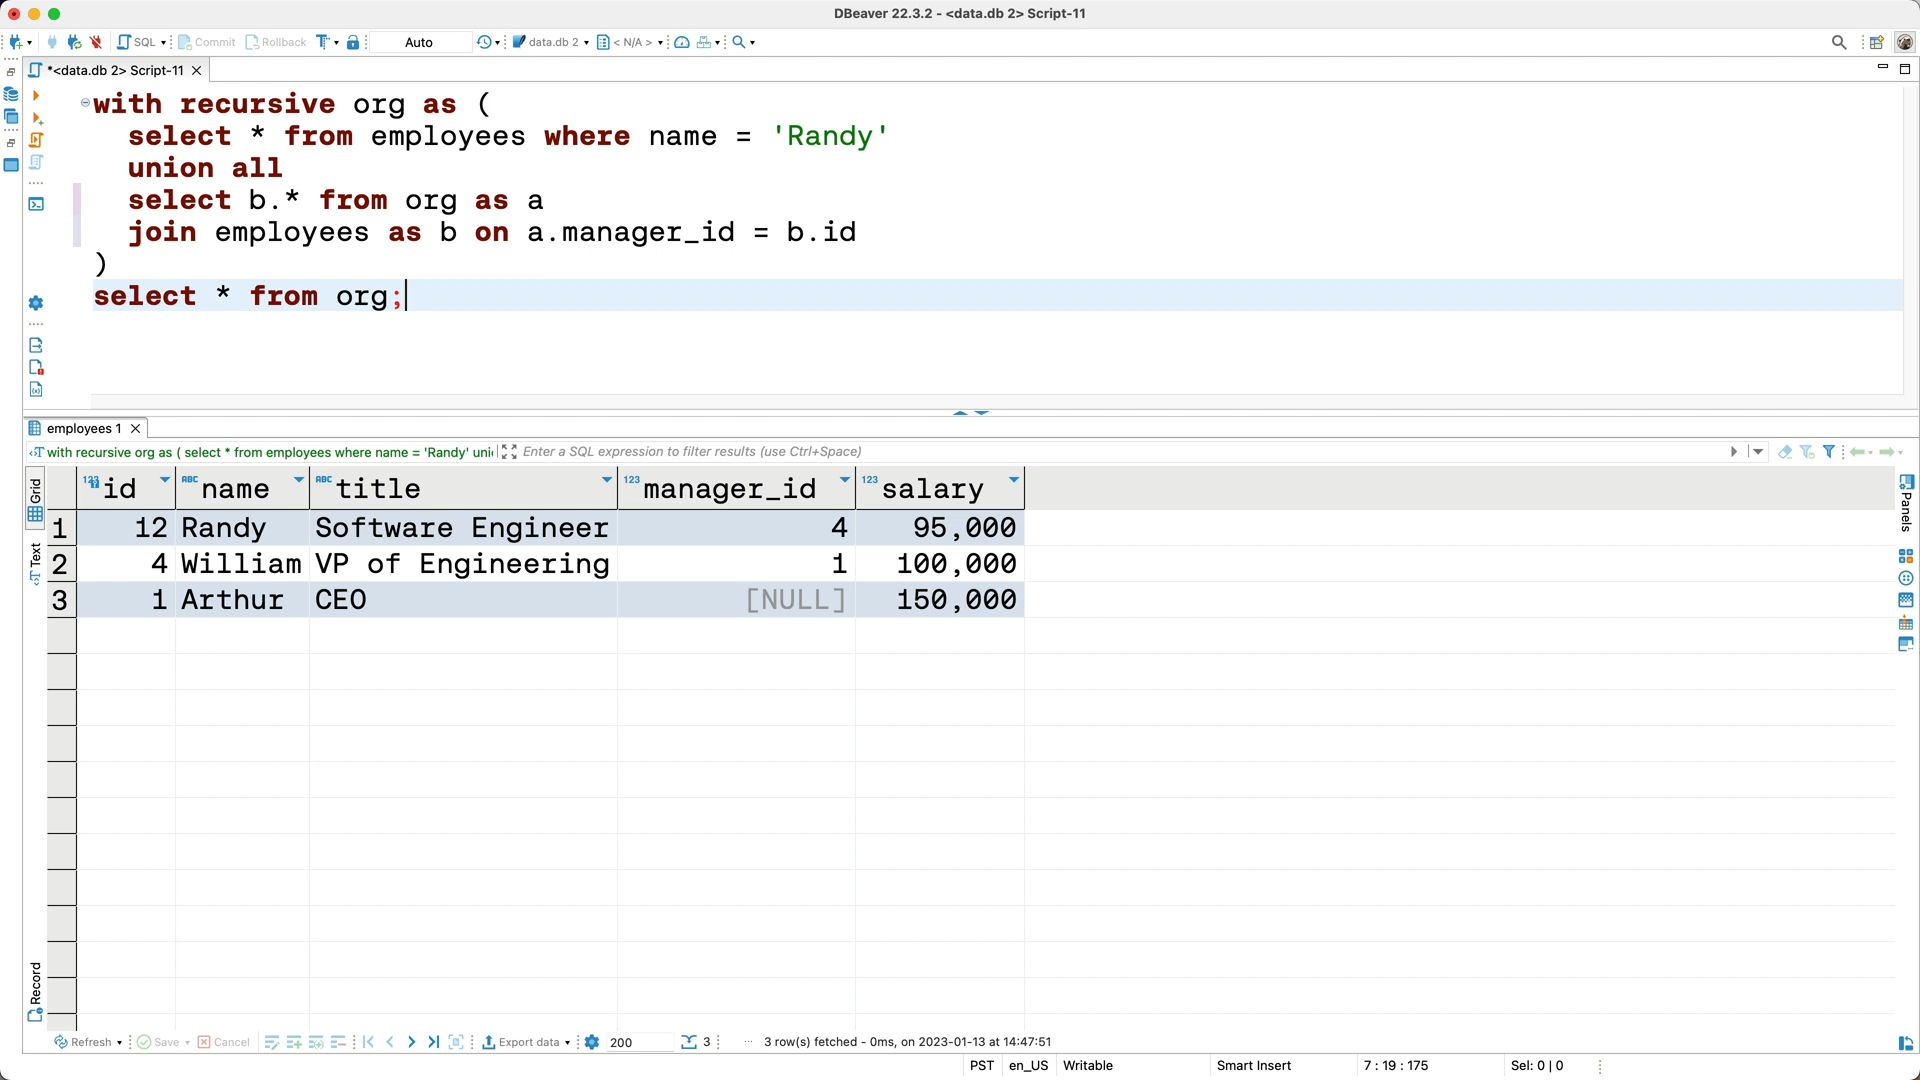 DBeaver 22.3.2 - <data.db 2> Script-11
SQL Commit Rollback Auto data.db 2 < N/A >
*<data.db 2> Script-11
with recursive org as (
select * from employees where name = 'Randy'
union all
select b.* from org as a
join employees as b on a.manager_id = b.id
)
select * from org;
employees 1
with recursive org as ( select * from employees where name = 'Randy' uni Enter a SQL expression to filter results (use Ctrl+Space)
Grid
Text
Record
Panels
123 id ABC name ABC title 123 manager_id 123 salary
1 12 Randy Software Engineer 4 95,000
2 4 William VP of Engineering 1 100,000
3 1 Arthur CEO [NULL] 150,000
Refresh Save Cancel Export data 200 3 ... 3 row(s) fetched - 0ms, on 2023-01-13 at 14:47:51
PST en_US Writable Smart Insert 7 : 19 : 175 Sel: 0 | 0